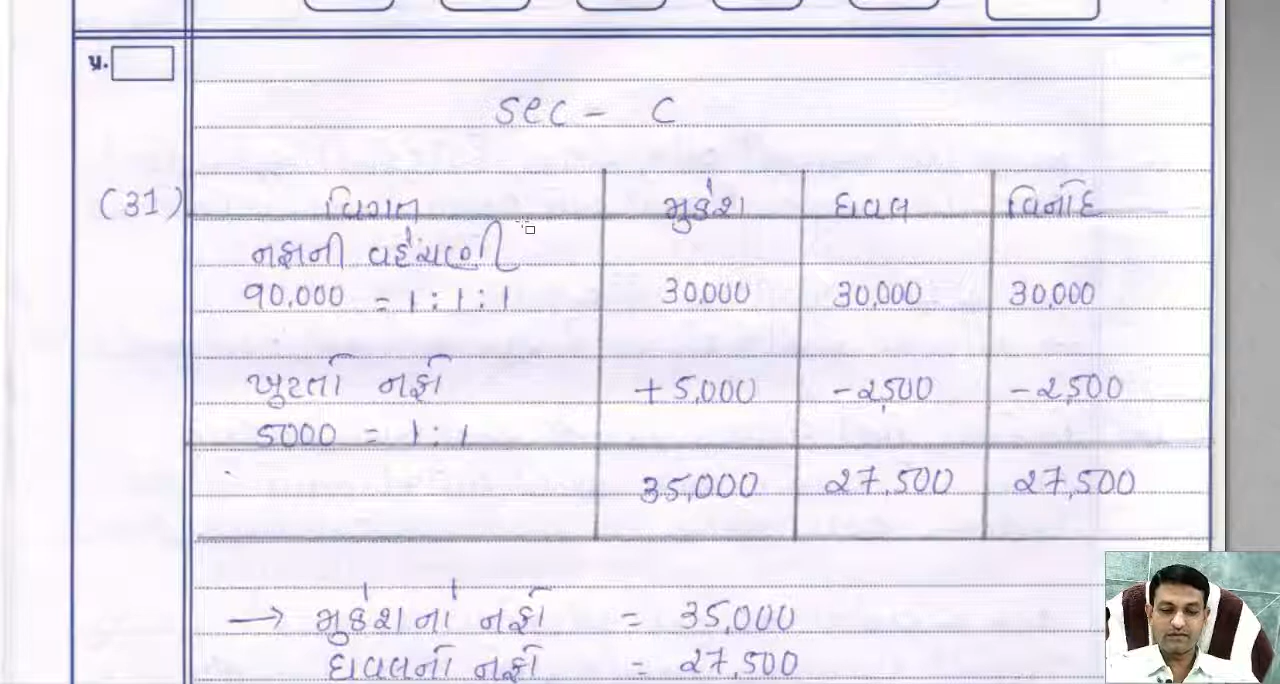 પ્ર.
Sec - C
(31) વિગત મુકેશ ધવલ વિનોદ
નફાની વહેંચણી
90,000 = 1 : 1 : 1 30,000 30,000 30,000
ખુટતો નફો +5,000 -2,500 -2,500
5000 = 1 : 1
35,000 27,500 27,500
→ મુકેશનો નફો = 35,000
ધવલનો નફો = 27,500